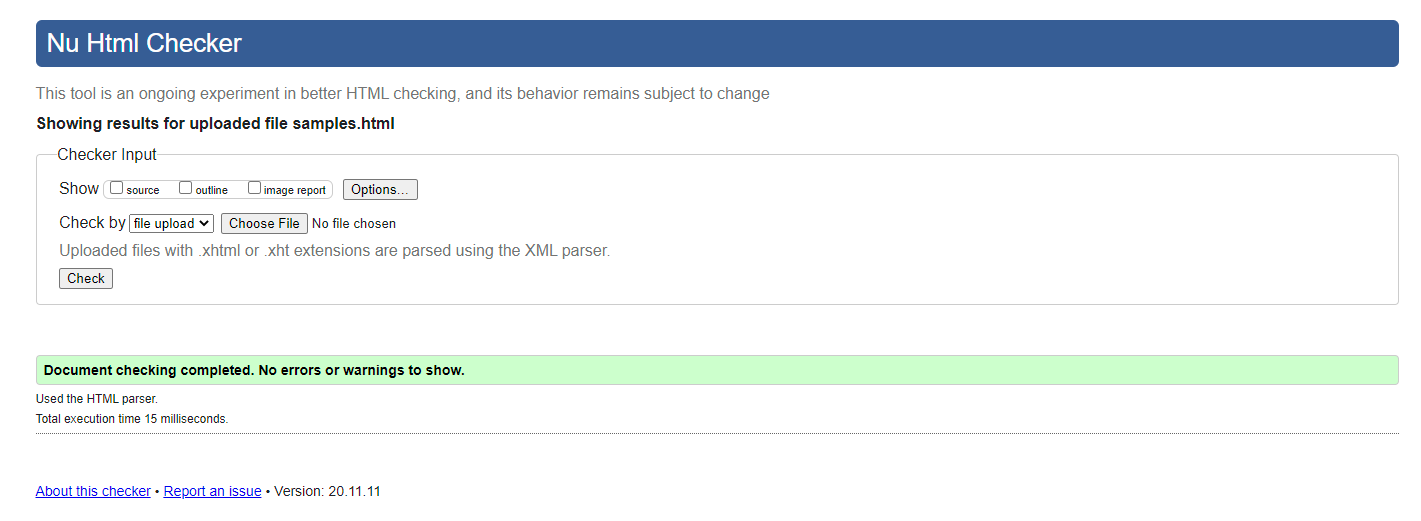 Nu Html Checker
This tool is an ongoing experiment in better HTML checking, and its behavior remains subject to change
Showing results for uploaded file samples.html
Checker Input
Show source outline image report Options...
Check by file upload Choose File No file chosen
Uploaded files with .xhtml or .xht extensions are parsed using the XML parser.
Check
Document checking completed. No errors or warnings to show.
Used the HTML parser.
Total execution time 15 milliseconds.
About this checker • Report an issue • Version: 20.11.11